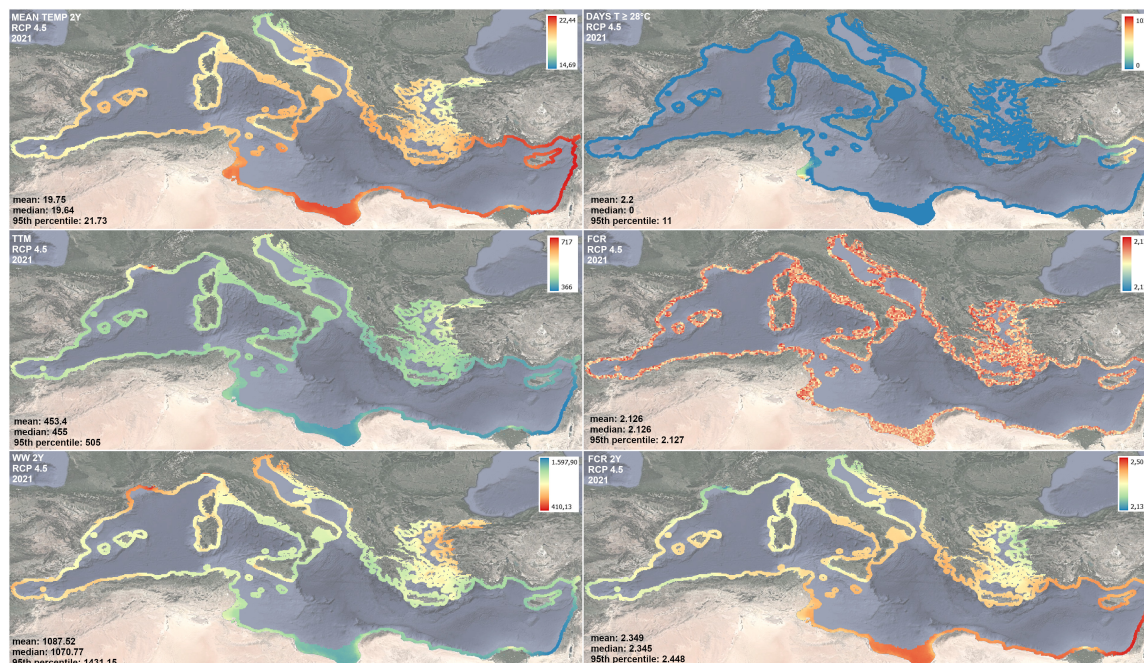 MEAN TEMP 2Y
RCP 4.5
2021
22,44
14,69
mean: 19.75
median: 19.64
95th percentile: 21.73
DAYS T ≥ 28°C
RCP 4.5
2021
10
0
mean: 2.2
median: 0
95th percentile: 11
TTM
RCP 4.5
2021
717
366
mean: 453.4
median: 455
95th percentile: 505
FCR
RCP 4.5
2021
2,1
2,1
mean: 2.126
median: 2.126
95th percentile: 2.127
WW 2Y
RCP 4.5
2021
1.597,90
410,13
mean: 1087.52
median: 1070.77
95th percentile: 1431.15
FCR 2Y
RCP 4.5
2021
2,50
2,13
mean: 2.349
median: 2.345
95th percentile: 2.448